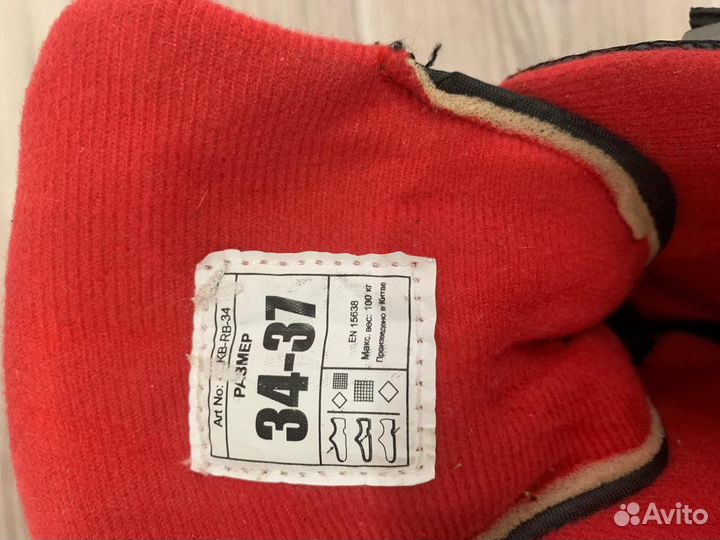 Art No: KB-RB-34
РАЗМЕР
34-37
EN 15638
Макс. вес: 100 кг
Произведено в Китае
Avito